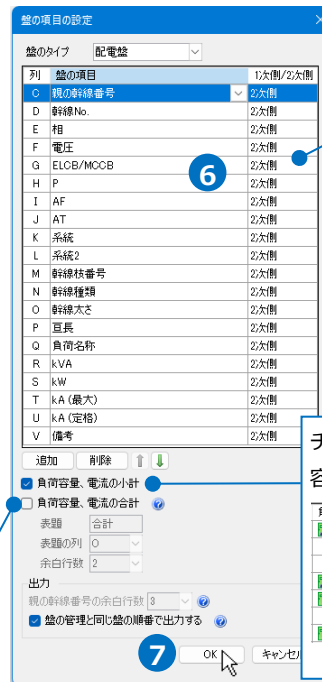 盤の項目の設定
盤のタイプ 配電盤
列 盤の項目 1次側/2次側
C 親の幹線番号 2次側
D 幹線No. 2次側
E 相 2次側
F 電圧 2次側
G ELCB/MCCB 2次側
6
H P 2次側
I AF 2次側
J AT 2次側
K 系統 2次側
L 系統2 2次側
M 幹線枝番号 2次側
N 幹線種類 2次側
O 幹線太さ 2次側
P 亘長 2次側
Q 負荷名称 2次側
R kVA 2次側
S kW 2次側
T kA (最大) 2次側
U kA (定格) 2次側
V 備考 2次側
追加 削除
負荷容量、電流の小計
負荷容量、電流の合計
表題 合計
表題の列 O
余白行数 2
出力
親の幹線番号の余白行数 3
盤の管理と同じ盤の順番で出力する
7
OK キャンセル
チ
容